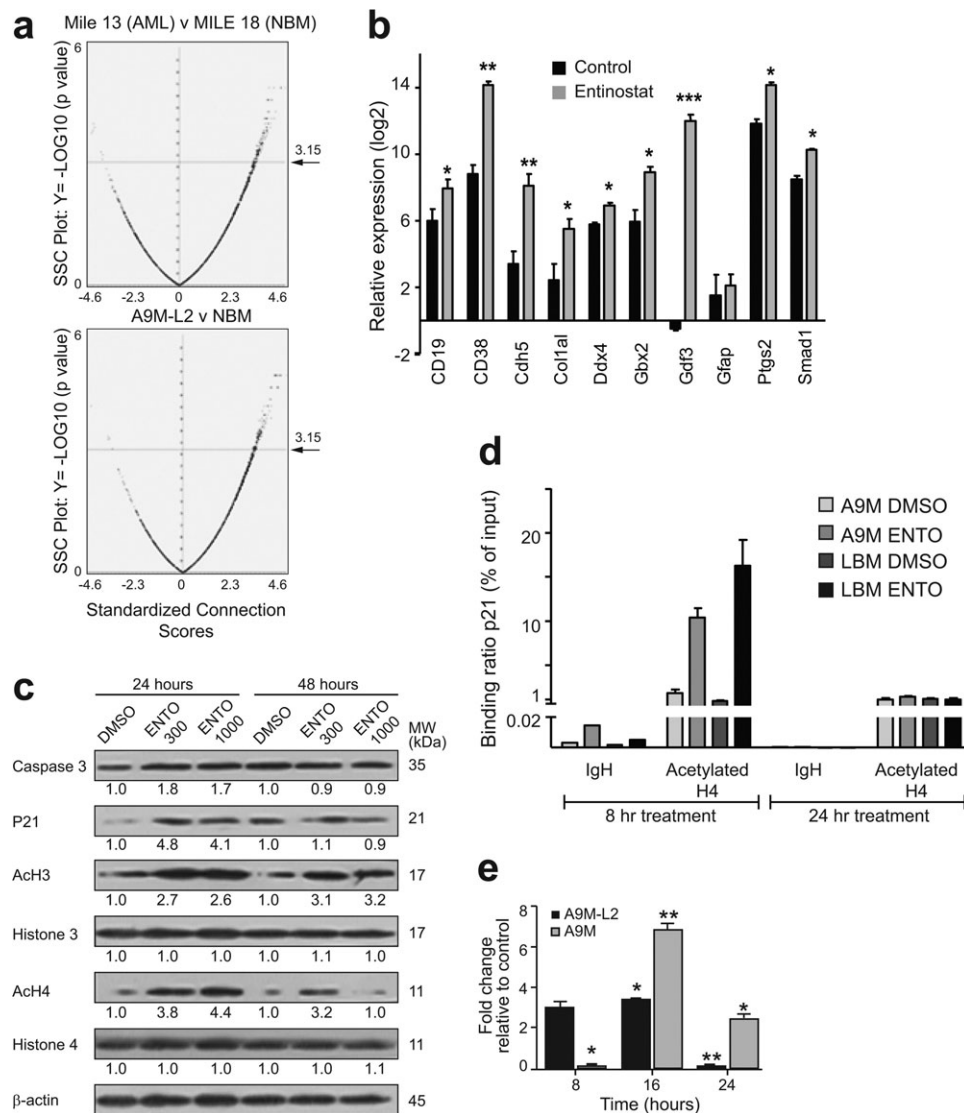 a
Mile 13 (AML) v MILE 18 (NBM)
6
SSC Plot: Y= -LOG10 (p value)
3.15
0
-4.6 -2.3 0 2.3 4.6
A9M-L2 v NBM
6
SSC Plot: Y= -LOG10 (p value)
3.15
0
-4.6 -2.3 0 2.3 4.6
Standardized Connection
Scores
b
Control
Entinostat
Relative expression (log2)
14
10
6
2
-2
* ** ** * * * *** * *
CD19 CD38 Cdh5 Col1al Ddx4 Gbx2 Gdf3 Gfap Ptgs2 Smad1
c
24 hours 48 hours
DMSO ENTO 300 ENTO 1000 DMSO ENTO 300 ENTO 1000
MW
(kDa)
Caspase 3 35
1.0 1.8 1.7 1.0 0.9 0.9
P21 21
1.0 4.8 4.1 1.0 1.1 0.9
AcH3 17
1.0 2.7 2.6 1.0 3.1 3.2
Histone 3 17
1.0 1.0 1.0 1.0 1.1 1.0
AcH4 11
1.0 3.8 4.4 1.0 3.2 1.0
Histone 4 11
1.0 1.0 1.0 1.0 1.0 1.1
β-actin 45
d
A9M DMSO
A9M ENTO
LBM DMSO
LBM ENTO
Binding ratio p21 (% of input)
20
10
1
0.02
IgH Acetylated H4 IgH Acetylated H4
8 hr treatment 24 hr treatment
e
A9M-L2
A9M
Fold change
relative to control
8
4
2
0
* * ** ** *
8 16 24
Time (hours)